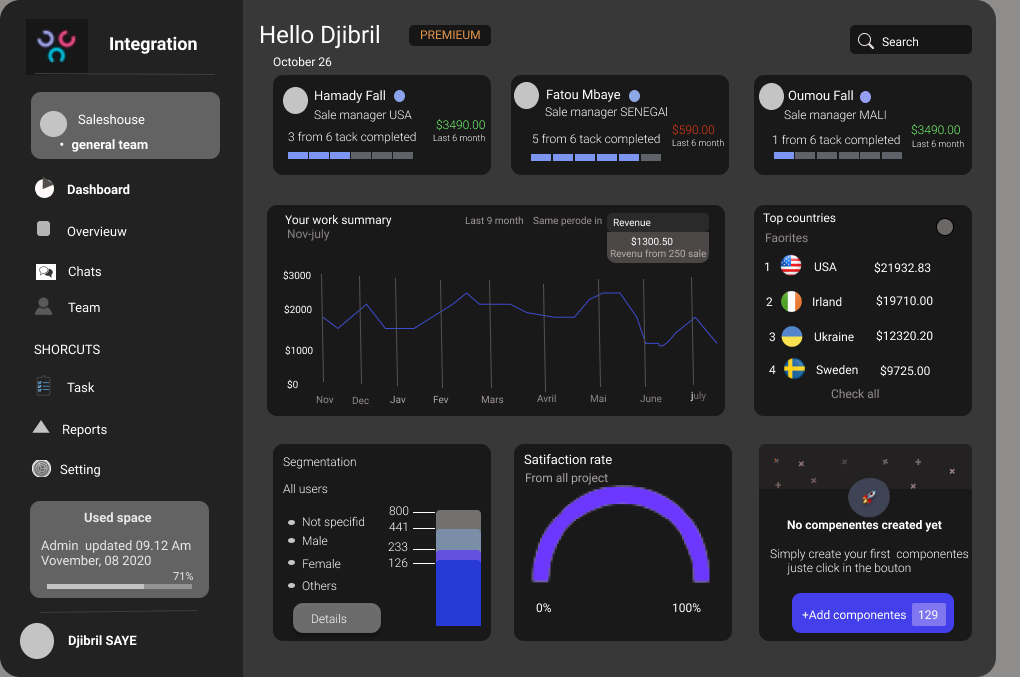 Integration
Saleshouse
• general team
Dashboard
Overvieuw
Chats
Team
SHORCUTS
Task
Reports
Setting
Used space
Admin updated 09.12 Am
Vovember, 08 2020
71%
Djibril SAYE
Hello Djibril
PREMIEUM
Search
October 26
Hamady Fall
Sale manager USA
3 from 6 tack completed
$3490.00
Last 6 month
Fatou Mbaye
Sale manager SENEGAI
5 from 6 tack completed
$590.00
Last 6 month
Oumou Fall
Sale manager MALI
1 from 6 tack completed
$3490.00
Last 6 month
Your work summary
Nov-july
Last 9 month
Same perode in
Revenue
$1300.50
Revenu from 250 sale
$3000
$2000
$1000
$0
Nov Dec Jav Fev Mars Avril Mai June july
Top countries
Faorites
1 USA $21932.83
2 Irland $19710.00
3 Ukraine $12320.20
4 Sweden $9725.00
Check all
Segmentation
All users
Not specifid
Male
Female
Others
800
441
233
126
Details
Satifaction rate
From all project
0% 100%
No compenentes created yet
Simply create your first componentes
juste click in the bouton
+Add componentes 129